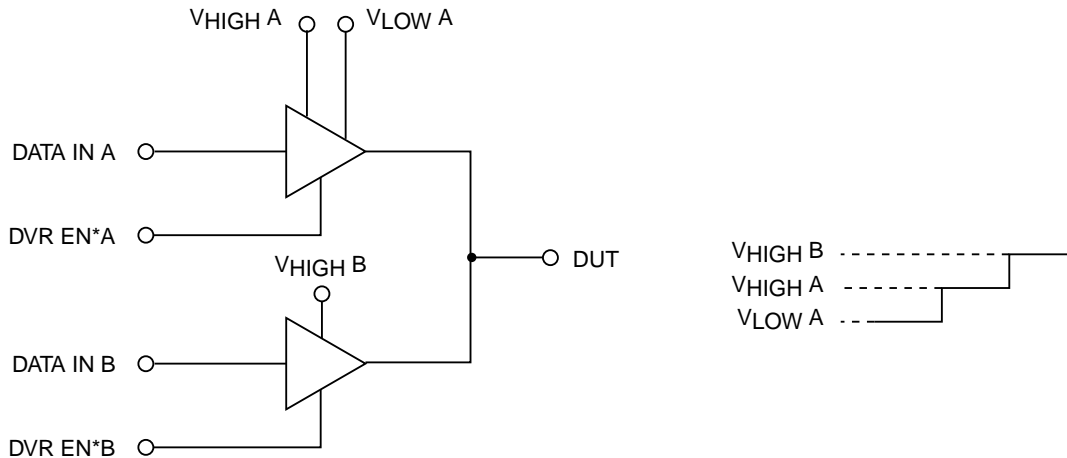 VHIGH A
VLOW A
DATA IN A
DVR EN*A
VHIGH B
DUT
DATA IN B
DVR EN*B
VHIGH B
VHIGH A
VLOW A